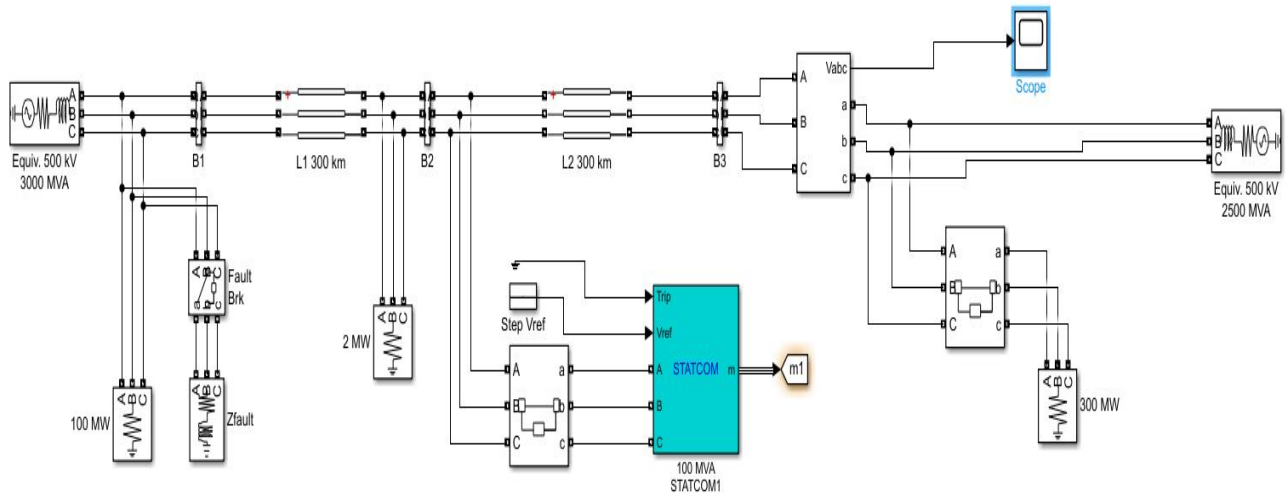 A
B
C
Equiv. 500 kV
3000 MVA
B1
L1 300 km
B2
L2 300 km
B3
A
B
C
Vabc
a
b
c
Scope
A
B
C
Equiv. 500 kV
2500 MVA
A B C
a b c
Fault
Brk
A B C
100 MW
A B C
Zfault
A B C
2 MW
Step Vref
A
B
C
a
b
c
Trip
Vref
A
B
C
STATCOM
m
100 MVA
STATCOM1
m1
A
B
C
a
b
c
A B C
300 MW